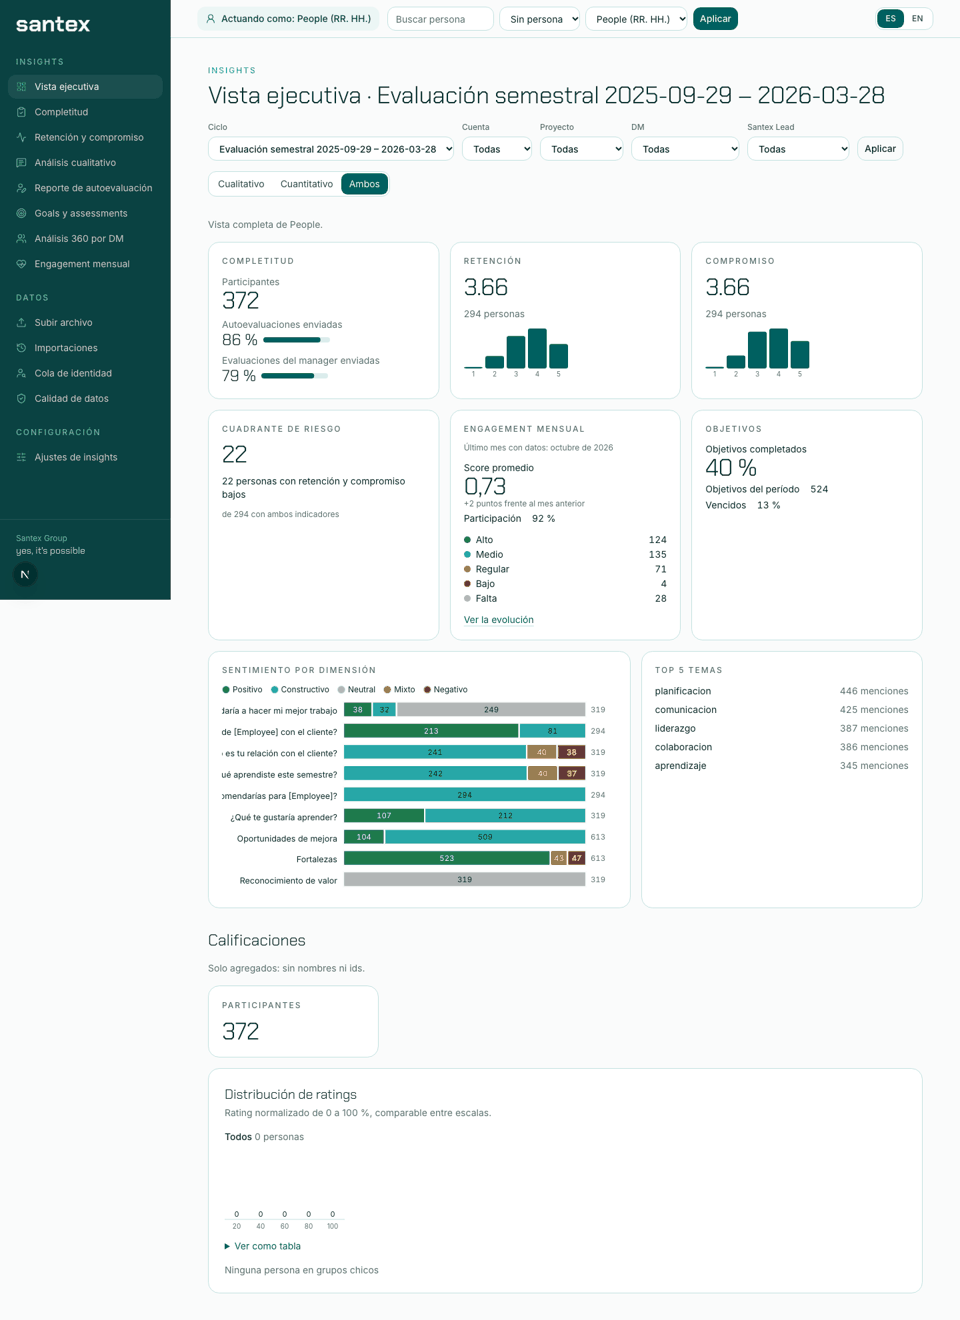 santex
INSIGHTS
Vista ejecutiva
Completitud
Retención y compromiso
Análisis cualitativo
Reporte de autoevaluación
Goals y assessments
Análisis 360 por DM
Engagement mensual
DATOS
Subir archivo
Importaciones
Cola de identidad
Calidad de datos
CONFIGURACIÓN
Ajustes de insights
Santex Group
yes, it's possible
N
Actuando como: People (RR. HH.)
Buscar persona
Sin persona
People (RR. HH.)
Aplicar
ES EN
INSIGHTS
Vista ejecutiva · Evaluación semestral 2025-09-29 – 2026-03-28
Ciclo Cuenta Proyecto DM Santex Lead
Evaluación semestral 2025-09-29 – 2026-03-28 Todas Todas Todas Todas Aplicar
Cualitativo Cuantitativo Ambos
Vista completa de People.
COMPLETITUD
Participantes
372
Autoevaluaciones enviadas
86 %
Evaluaciones del manager enviadas
79 %
RETENCIÓN
3.66
294 personas
1 2 3 4 5
COMPROMISO
3.66
294 personas
1 2 3 4 5
CUADRANTE DE RIESGO
22
22 personas con retención y compromiso
bajos
de 294 con ambos indicadores
ENGAGEMENT MENSUAL
Último mes con datos: octubre de 2026
Score promedio
0,73
+2 puntos frente al mes anterior
Participación 92 %
Alto 124
Medio 135
Regular 71
Bajo 4
Falta 28
Ver la evolución
OBJETIVOS
Objetivos completados
40 %
Objetivos del período 524
Vencidos 13 %
SENTIMIENTO POR DIMENSIÓN
Positivo Constructivo Neutral Mixto Negativo
daría a hacer mi mejor trabajo 38 32 249 319
de [Employee] con el cliente? 213 81 294
es tu relación con el cliente? 241 40 38 319
ué aprendiste este semestre? 242 40 37 319
omendarías para [Employee]? 294 294
¿Qué te gustaría aprender? 107 212 319
Oportunidades de mejora 104 509 613
Fortalezas 523 43 47 613
Reconocimiento de valor 319 319
TOP 5 TEMAS
planificacion 446 menciones
comunicacion 425 menciones
liderazgo 387 menciones
colaboracion 386 menciones
aprendizaje 345 menciones
Calificaciones
Solo agregados: sin nombres ni ids.
PARTICIPANTES
372
Distribución de ratings
Rating normalizado de 0 a 100 %, comparable entre escalas.
Todos 0 personas
0 0 0 0 0
20 40 60 80 100
Ver como tabla
Ninguna persona en grupos chicos